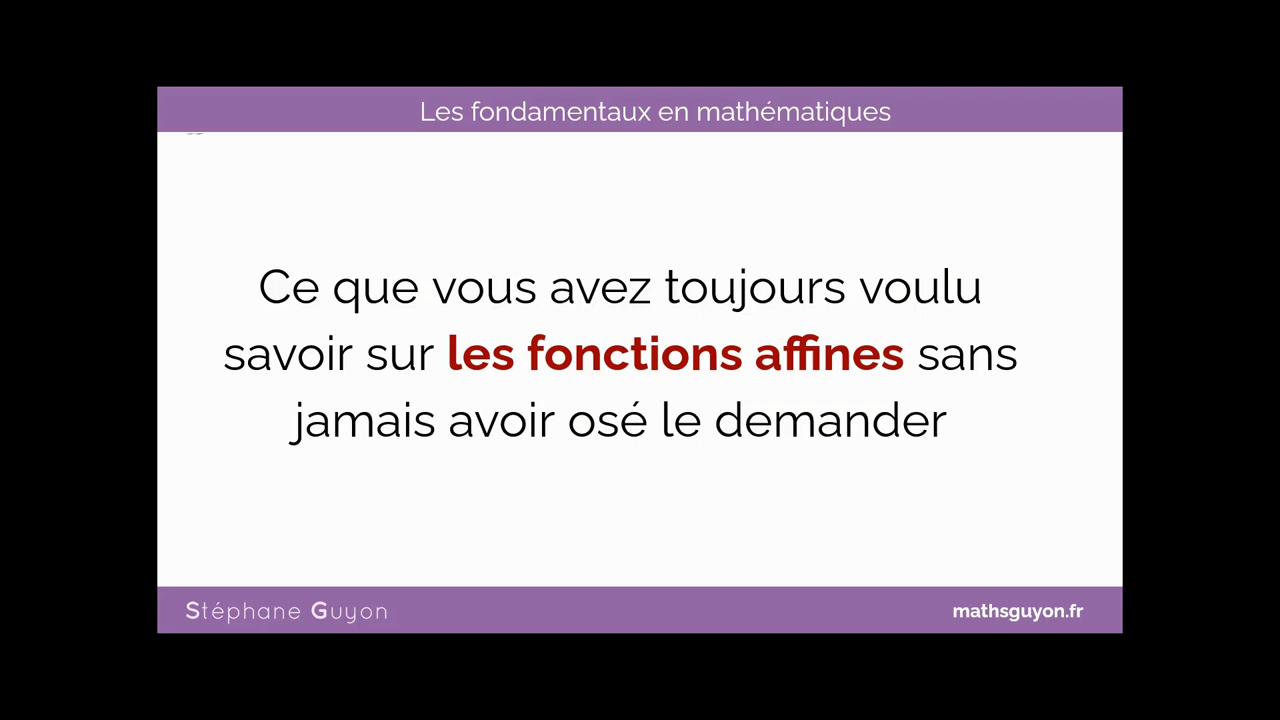 Les fondamentaux en mathématiques
Ce que vous avez toujours voulu
savoir sur les fonctions affines sans
jamais avoir osé le demander
Stéphane Guyon
mathsguyon.fr